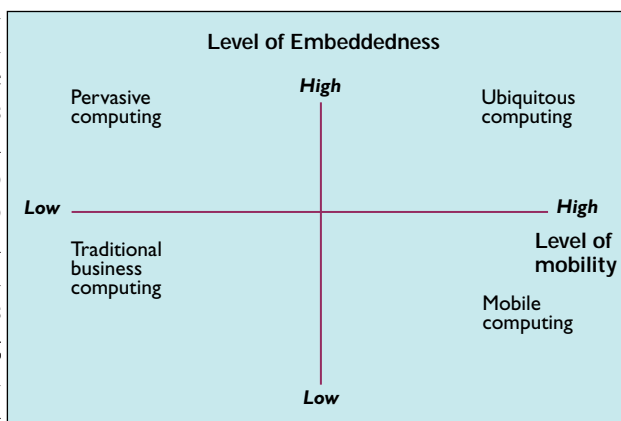 Level of Embeddedness
High
Pervasive
computing
Ubiquitous
computing
Low
High
Level of
mobility
Traditional
business
computing
Mobile
computing
Low